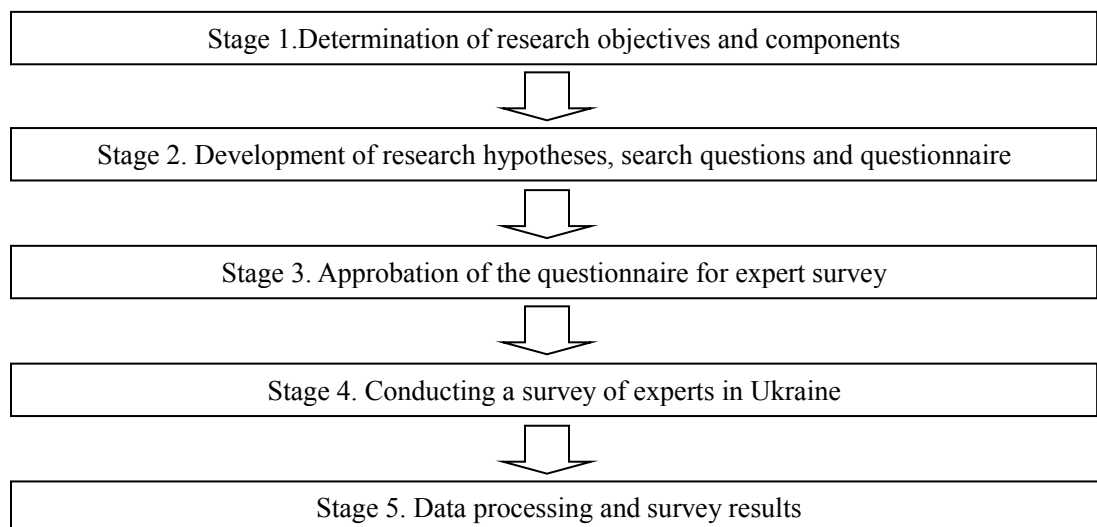 Stage 1.Determination of research objectives and components
Stage 2. Development of research hypotheses, search questions and questionnaire
Stage 3. Approbation of the questionnaire for expert survey
Stage 4. Conducting a survey of experts in Ukraine
Stage 5. Data processing and survey results